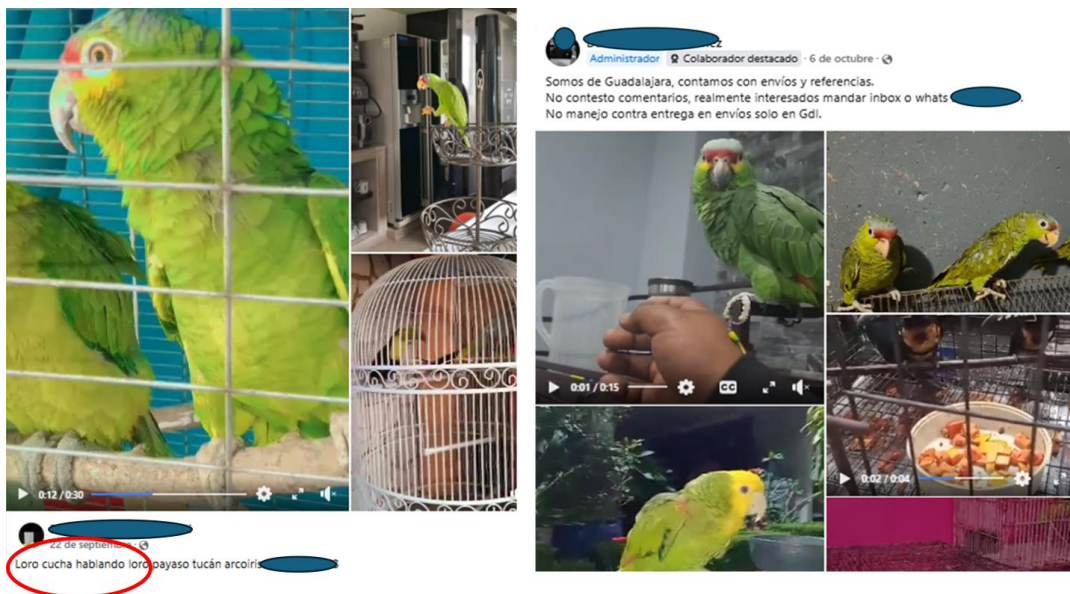 0:12 / 0:30
22 de septiembre
Loro cucha hablando loro payaso tucán arcoiris
Administrador Colaborador destacado · 6 de octubre ·
Somos de Guadalajara, contamos con envíos y referencias.
No contesto comentarios, realmente interesados mandar inbox o whats
No manejo contra entrega en envíos solo en Gdl.
0:01 / 0:15
CC
0:02 / 0:04